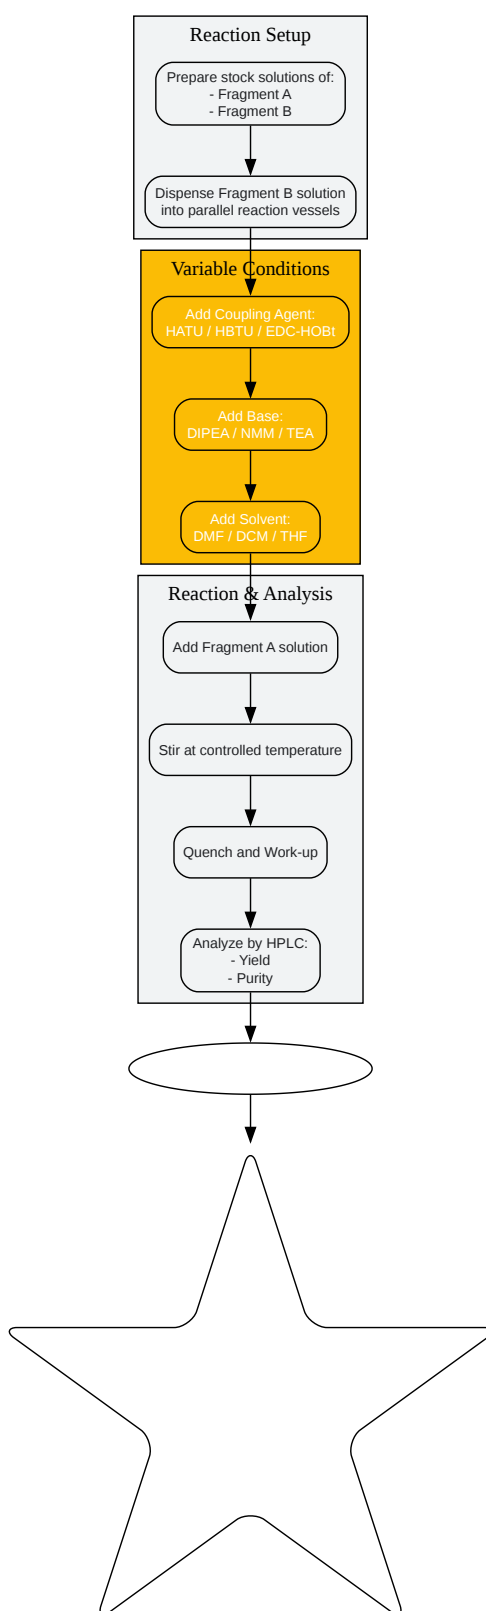 Reaction Setup
Prepare stock solutions of:
- Fragment A
- Fragment B
Dispense Fragment B solution
into parallel reaction vessels
Variable Conditions
Add Coupling Agent:
HATU / HBTU / EDC-HOBt
Add Base:
DIPEA / NMM / TEA
Add Solvent:
DMF / DCM / THF
Reaction & Analysis
Add Fragment A solution
Stir at controlled temperature
Quench and Work-up
Analyze by HPLC:
- Yield
- Purity